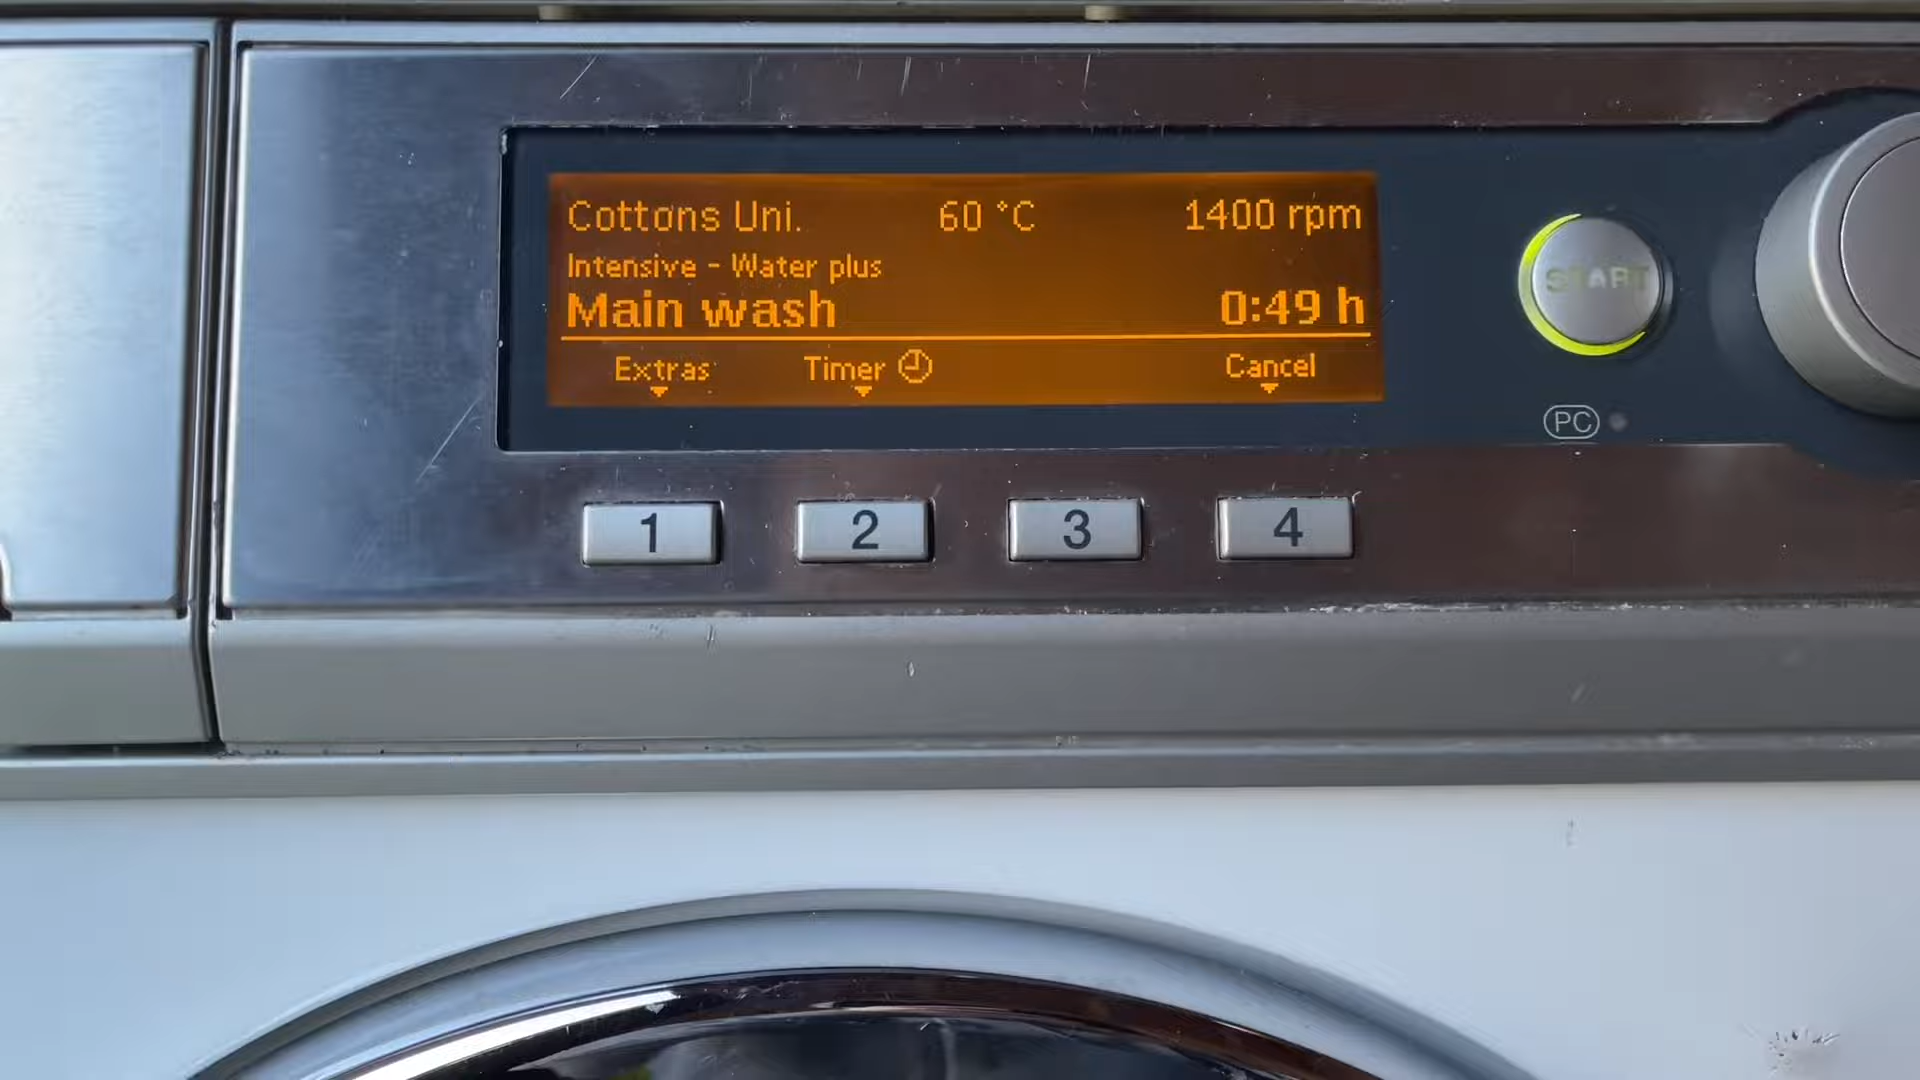 Cottons Uni. 60 °C 1400 rpm
Intensive - Water plus
Main wash 0:49 h
Extras Timer Cancel
START
PC
1 2 3 4